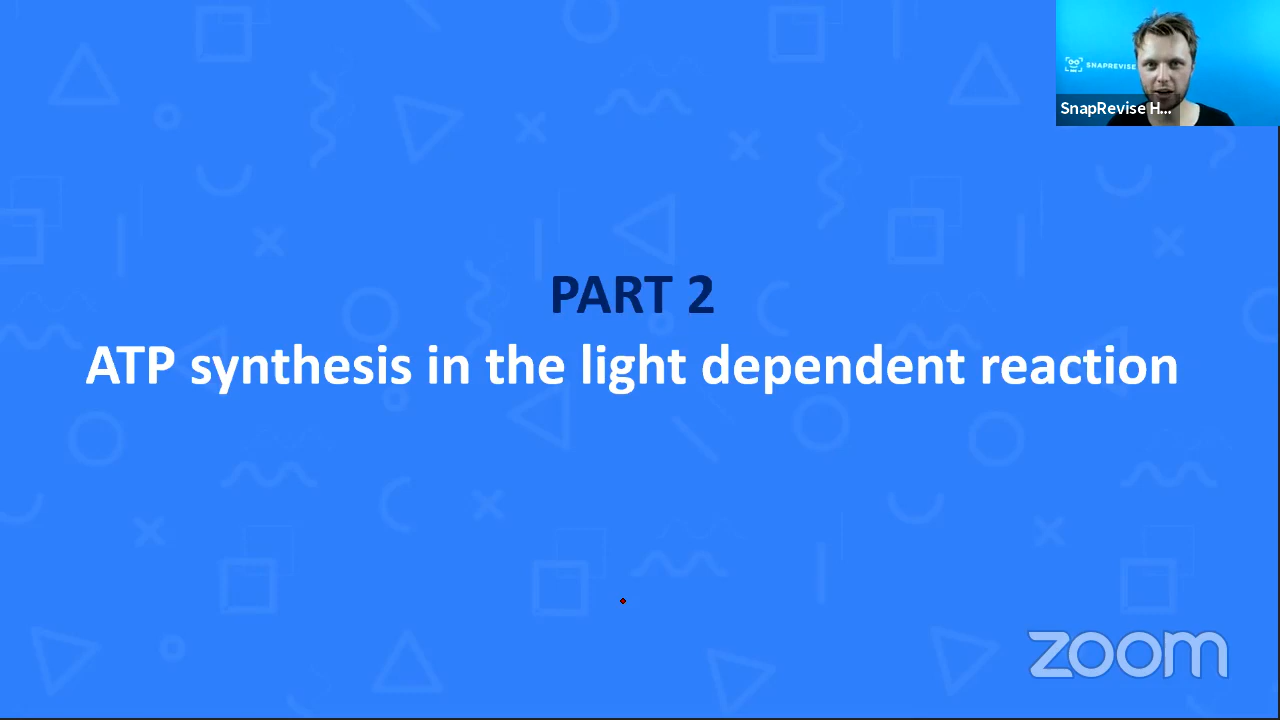 SNAPREVISE
SnapRevise H...
PART 2
ATP synthesis in the light dependent reaction
zoom